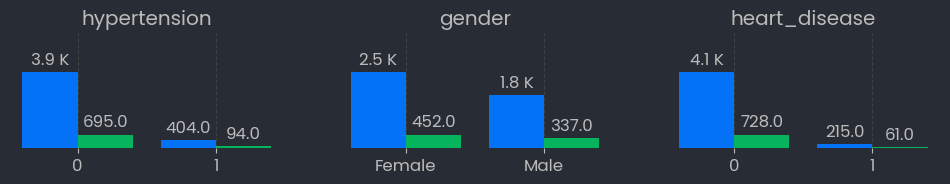 hypertension
3.9 K
695.0
404.0
94.0
0
1
gender
2.5 K
452.0
1.8 K
337.0
Female
Male
heart_disease
4.1 K
728.0
215.0
61.0
0
1